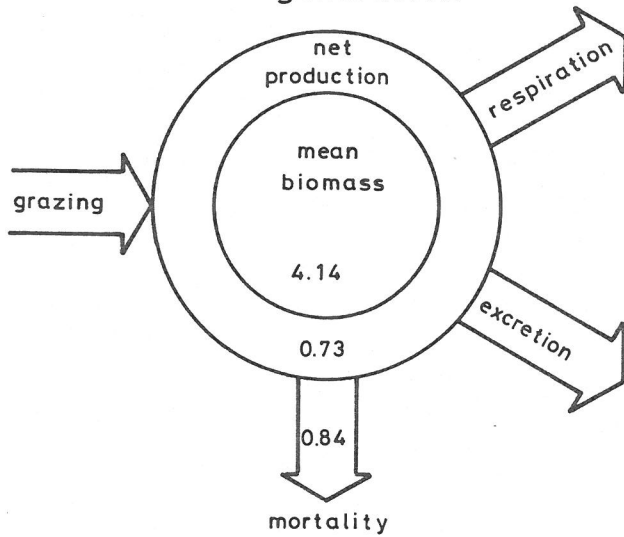 net
production
respiration
mean
biomass
grazing
4.14
excretion
0.73
0.84
mortality